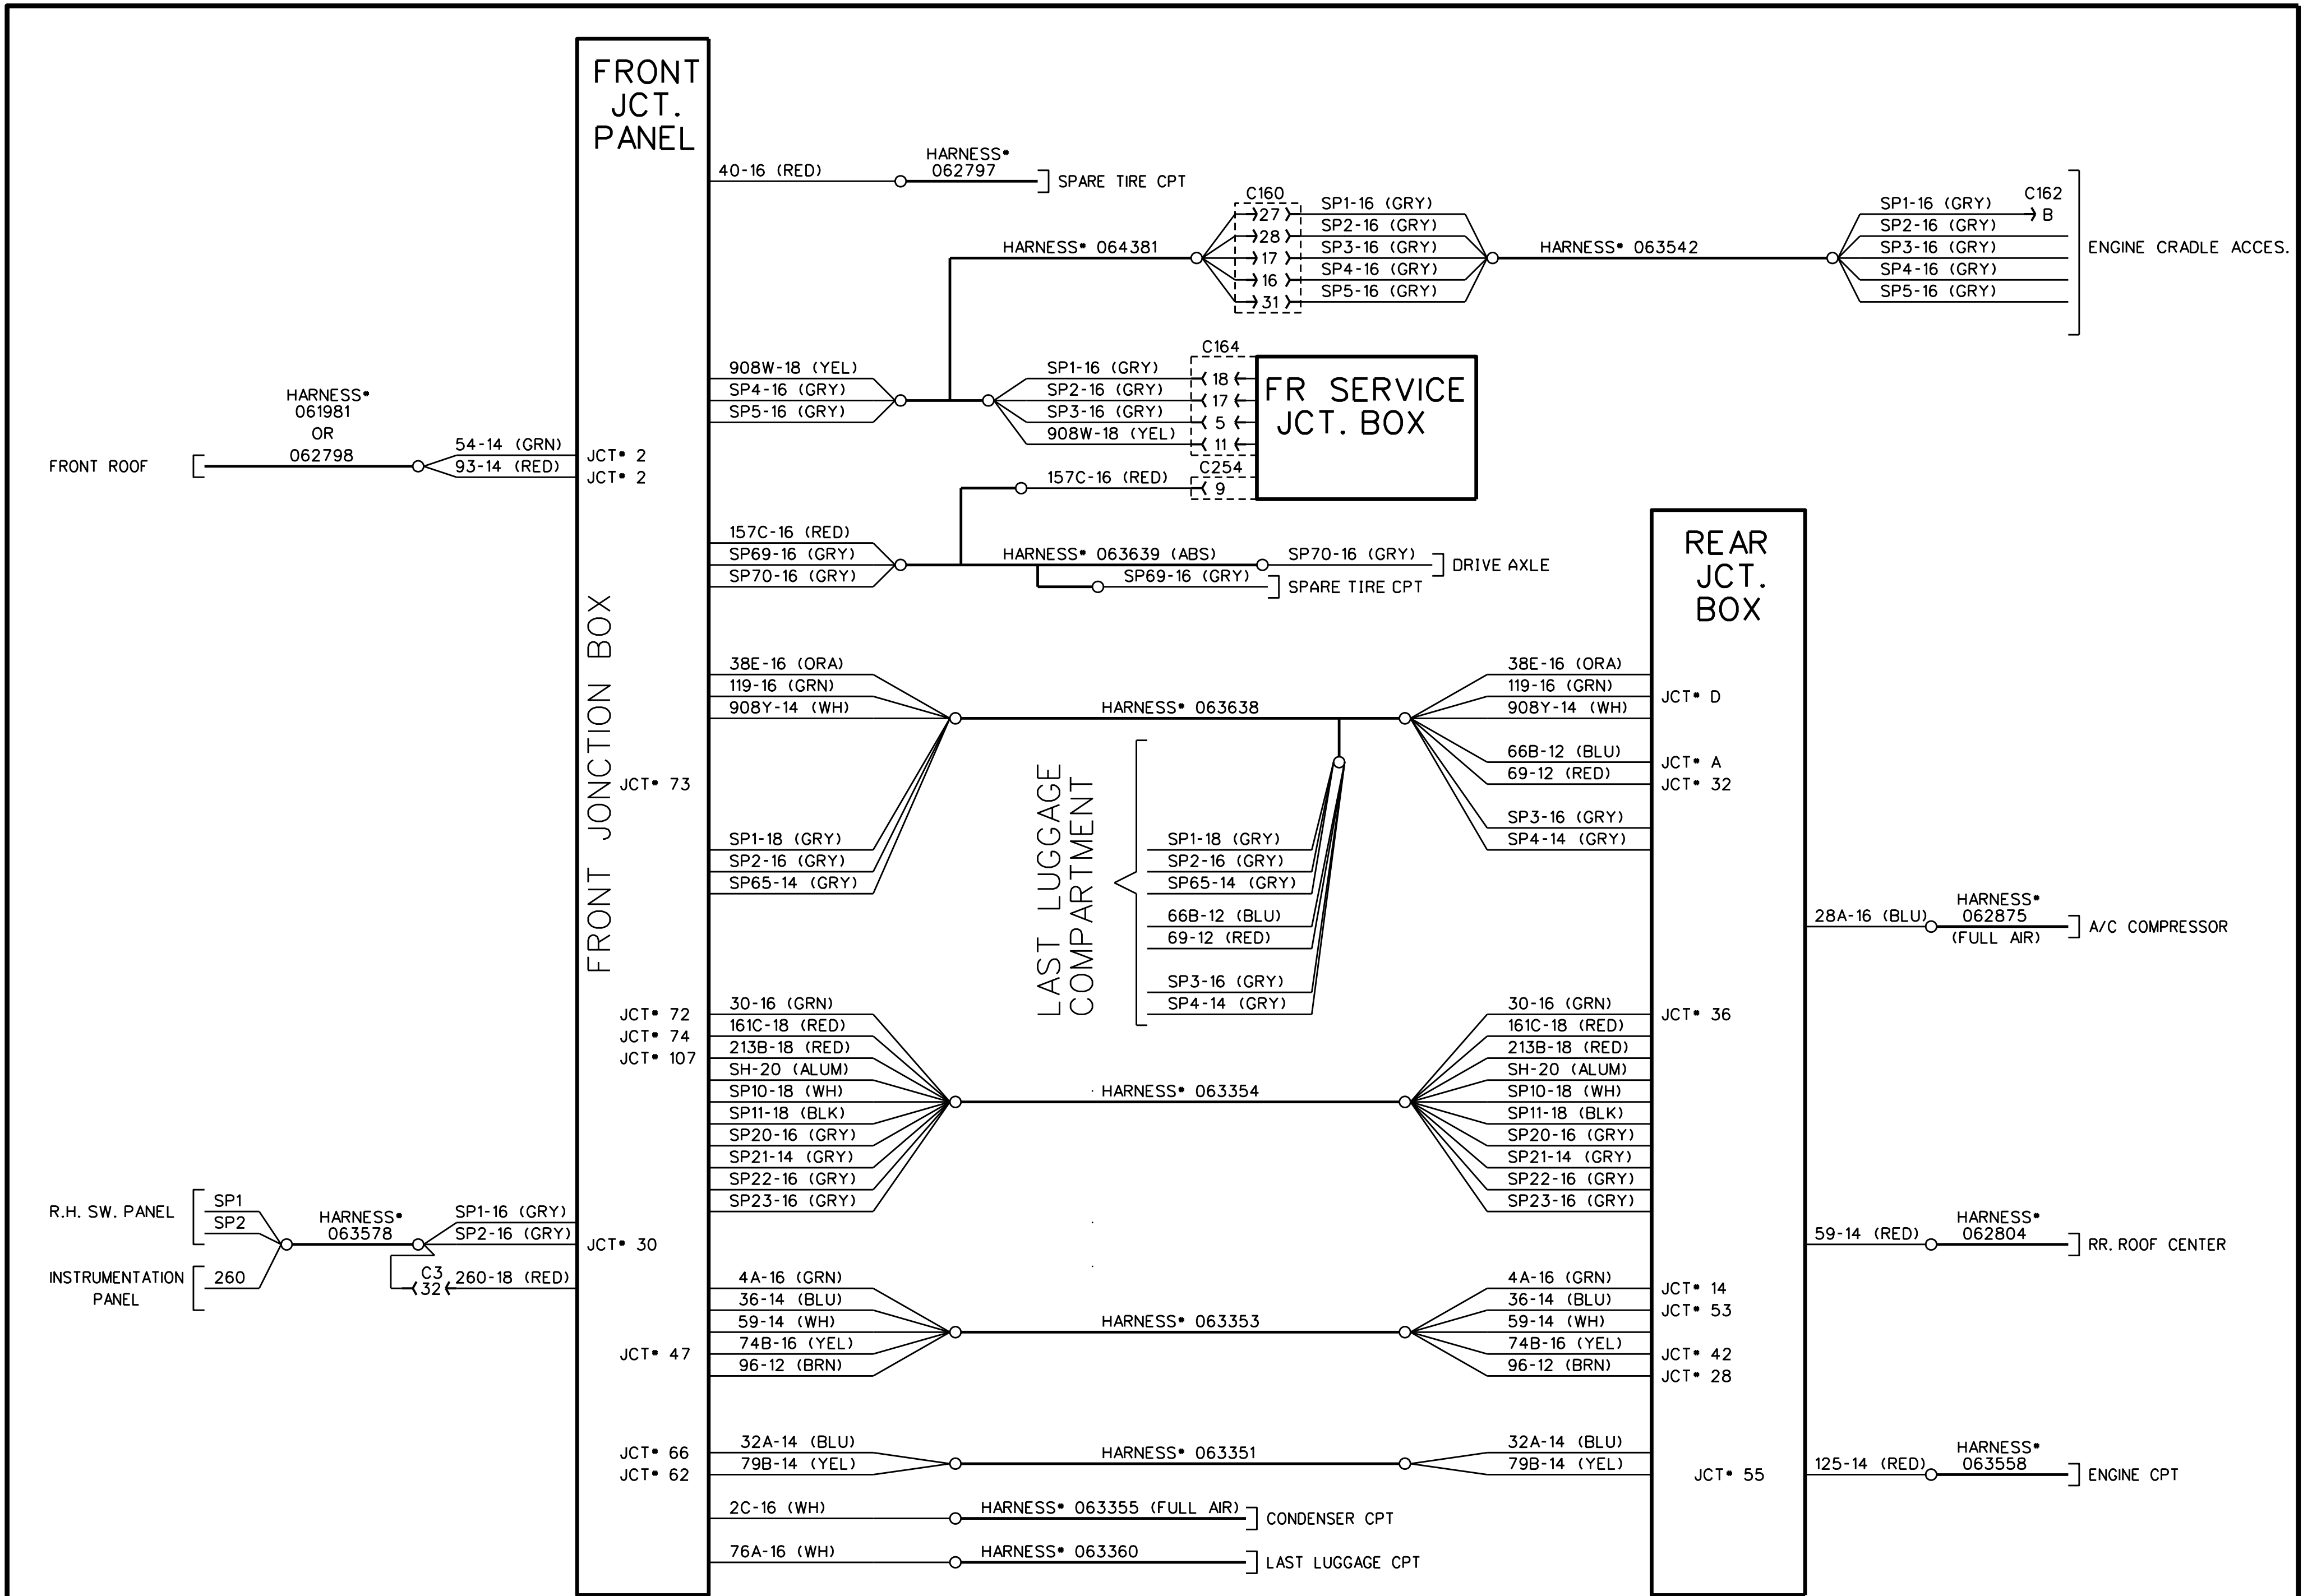 FRONT
JCT.
PANEL
FRONT JONCTION BOX
40-16 (RED)
HARNESS*
062797
SPARE TIRE CPT
HARNESS* 064381
C160
27
28
17
16
31
SP1-16 (GRY)
SP2-16 (GRY)
SP3-16 (GRY)
SP4-16 (GRY)
SP5-16 (GRY)
HARNESS* 063542
SP1-16 (GRY)
SP2-16 (GRY)
SP3-16 (GRY)
SP4-16 (GRY)
SP5-16 (GRY)
C162
B
ENGINE CRADLE ACCES.
908W-18 (YEL)
SP4-16 (GRY)
SP5-16 (GRY)
SP1-16 (GRY)
SP2-16 (GRY)
SP3-16 (GRY)
908W-18 (YEL)
C164
18
17
5
11
FR SERVICE
JCT. BOX
157C-16 (RED)
C254
9
HARNESS*
061981
OR
062798
FRONT ROOF
54-14 (GRN)
93-14 (RED)
JCT* 2
JCT* 2
157C-16 (RED)
SP69-16 (GRY)
SP70-16 (GRY)
HARNESS* 063639 (ABS)
SP70-16 (GRY)
DRIVE AXLE
SP69-16 (GRY)
SPARE TIRE CPT
REAR
JCT.
BOX
38E-16 (ORA)
119-16 (GRN)
908Y-14 (WH)
JCT* 73
SP1-18 (GRY)
SP2-16 (GRY)
SP65-14 (GRY)
HARNESS* 063638
LAST LUGGAGE
COMPARTMENT
SP1-18 (GRY)
SP2-16 (GRY)
SP65-14 (GRY)
66B-12 (BLU)
69-12 (RED)
SP3-16 (GRY)
SP4-14 (GRY)
38E-16 (ORA)
119-16 (GRN)
908Y-14 (WH)
66B-12 (BLU)
69-12 (RED)
SP3-16 (GRY)
SP4-14 (GRY)
JCT* D
JCT* A
JCT* 32
28A-16 (BLU)
HARNESS*
062875
(FULL AIR)
A/C COMPRESSOR
JCT* 72
JCT* 74
JCT* 107
30-16 (GRN)
161C-18 (RED)
213B-18 (RED)
SH-20 (ALUM)
SP10-18 (WH)
SP11-18 (BLK)
SP20-16 (GRY)
SP21-14 (GRY)
SP22-16 (GRY)
SP23-16 (GRY)
HARNESS* 063354
30-16 (GRN)
161C-18 (RED)
213B-18 (RED)
SH-20 (ALUM)
SP10-18 (WH)
SP11-18 (BLK)
SP20-16 (GRY)
SP21-14 (GRY)
SP22-16 (GRY)
SP23-16 (GRY)
JCT* 36
R.H. SW. PANEL
SP1
SP2
INSTRUMENTATION
PANEL
260
HARNESS*
063578
SP1-16 (GRY)
SP2-16 (GRY)
C3
32
260-18 (RED)
JCT* 30
59-14 (RED)
HARNESS*
062804
RR. ROOF CENTER
4A-16 (GRN)
36-14 (BLU)
59-14 (WH)
74B-16 (YEL)
96-12 (BRN)
JCT* 47
HARNESS* 063353
4A-16 (GRN)
36-14 (BLU)
59-14 (WH)
74B-16 (YEL)
96-12 (BRN)
JCT* 14
JCT* 53
JCT* 42
JCT* 28
JCT* 66
JCT* 62
32A-14 (BLU)
79B-14 (YEL)
HARNESS* 063351
32A-14 (BLU)
79B-14 (YEL)
JCT* 55
125-14 (RED)
HARNESS*
063558
ENGINE CPT
2C-16 (WH)
HARNESS* 063355 (FULL AIR)
CONDENSER CPT
76A-16 (WH)
HARNESS* 063360
LAST LUGGAGE CPT